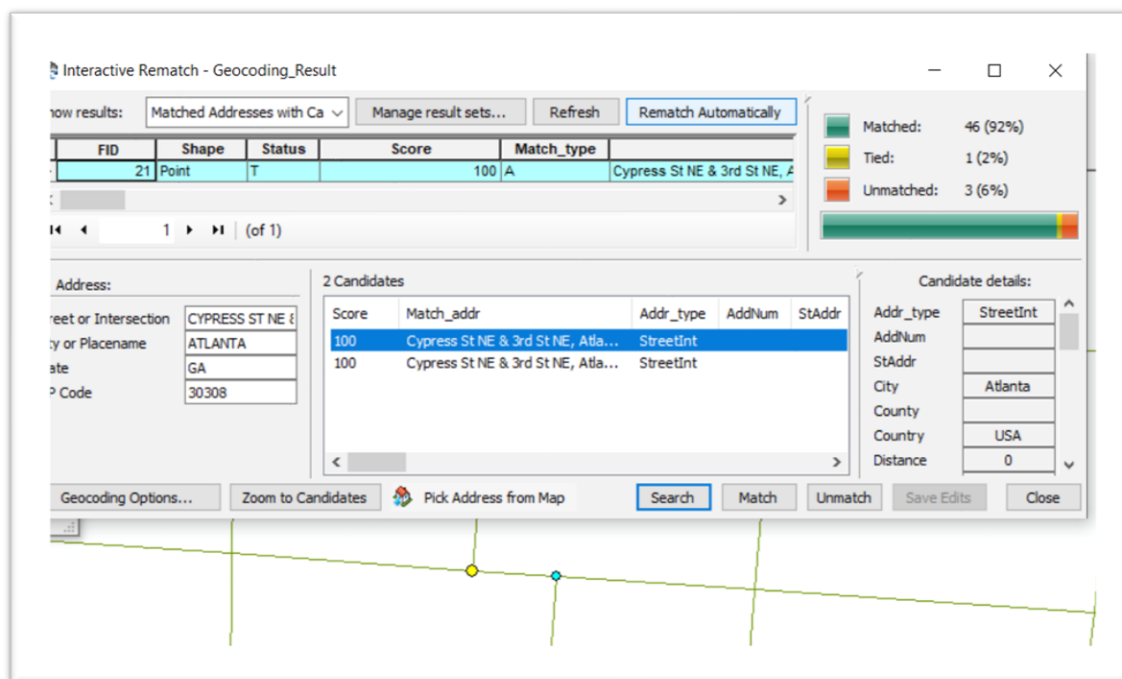 Interactive Rematch - Geocoding_Result
ow results: Matched Addresses with Ca Manage result sets... Refresh Rematch Automatically
FID Shape Status Score Match_type
21 Point T 100 A Cypress St NE & 3rd St NE, A
1 (of 1)
Matched: 46 (92%)
Tied: 1 (2%)
Unmatched: 3 (6%)
Address:
reet or Intersection CYPRESS ST NE &
y or Placename ATLANTA
ate GA
P Code 30308
2 Candidates
Score Match_addr Addr_type AddNum StAddr
100 Cypress St NE & 3rd St NE, Atla... StreetInt
100 Cypress St NE & 3rd St NE, Atla... StreetInt
Candidate details:
Addr_type StreetInt
AddNum
StAddr
City Atlanta
County
Country USA
Distance 0
Geocoding Options... Zoom to Candidates Pick Address from Map Search Match Unmatch Save Edits Close